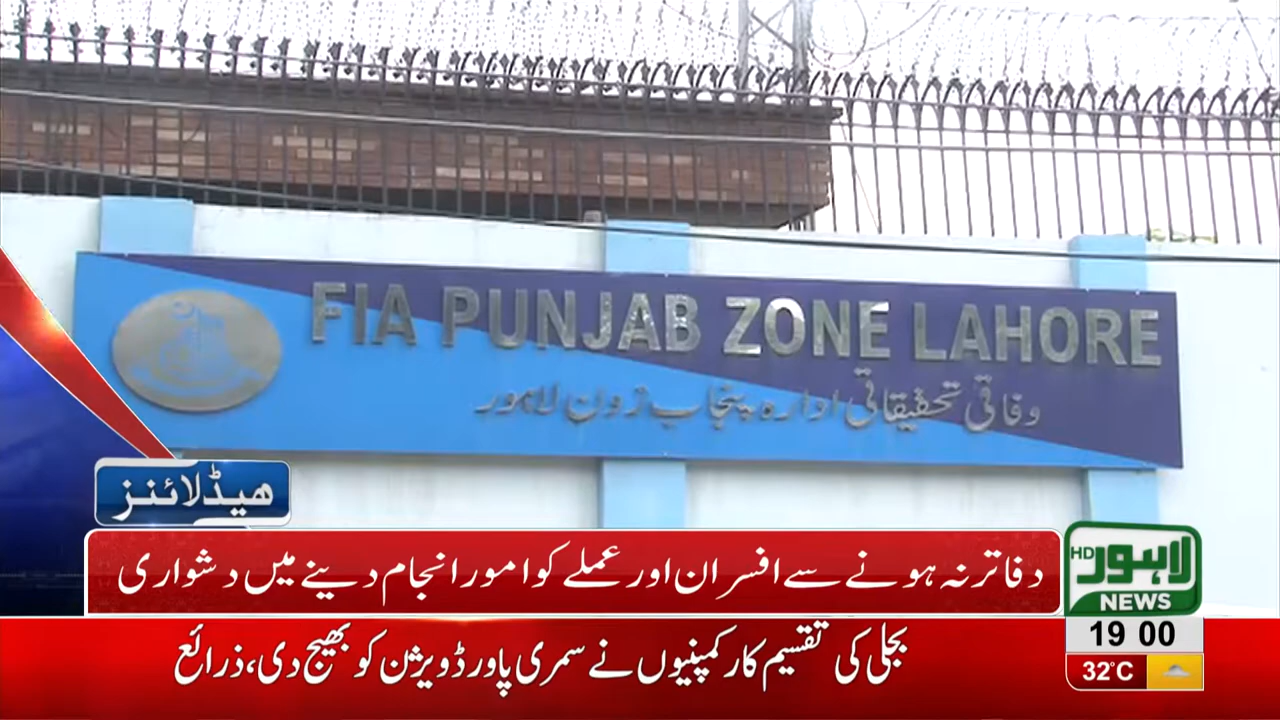 FIA PUNJAB ZONE LAHORE
وفاقی تحقیقاتی ادارہ پنجاب زون لاہور
ھیڈلائنز
دفاتر نہ ہونے سے افسران اور عملے کو امور انجام دینے میں دشواری
لاہور HD
NEWS
19 00
بجلی کی تقسیم کار کمپنیوں نے سمری پاور ڈویژن کو بھیج دی، ذرائع
32°C